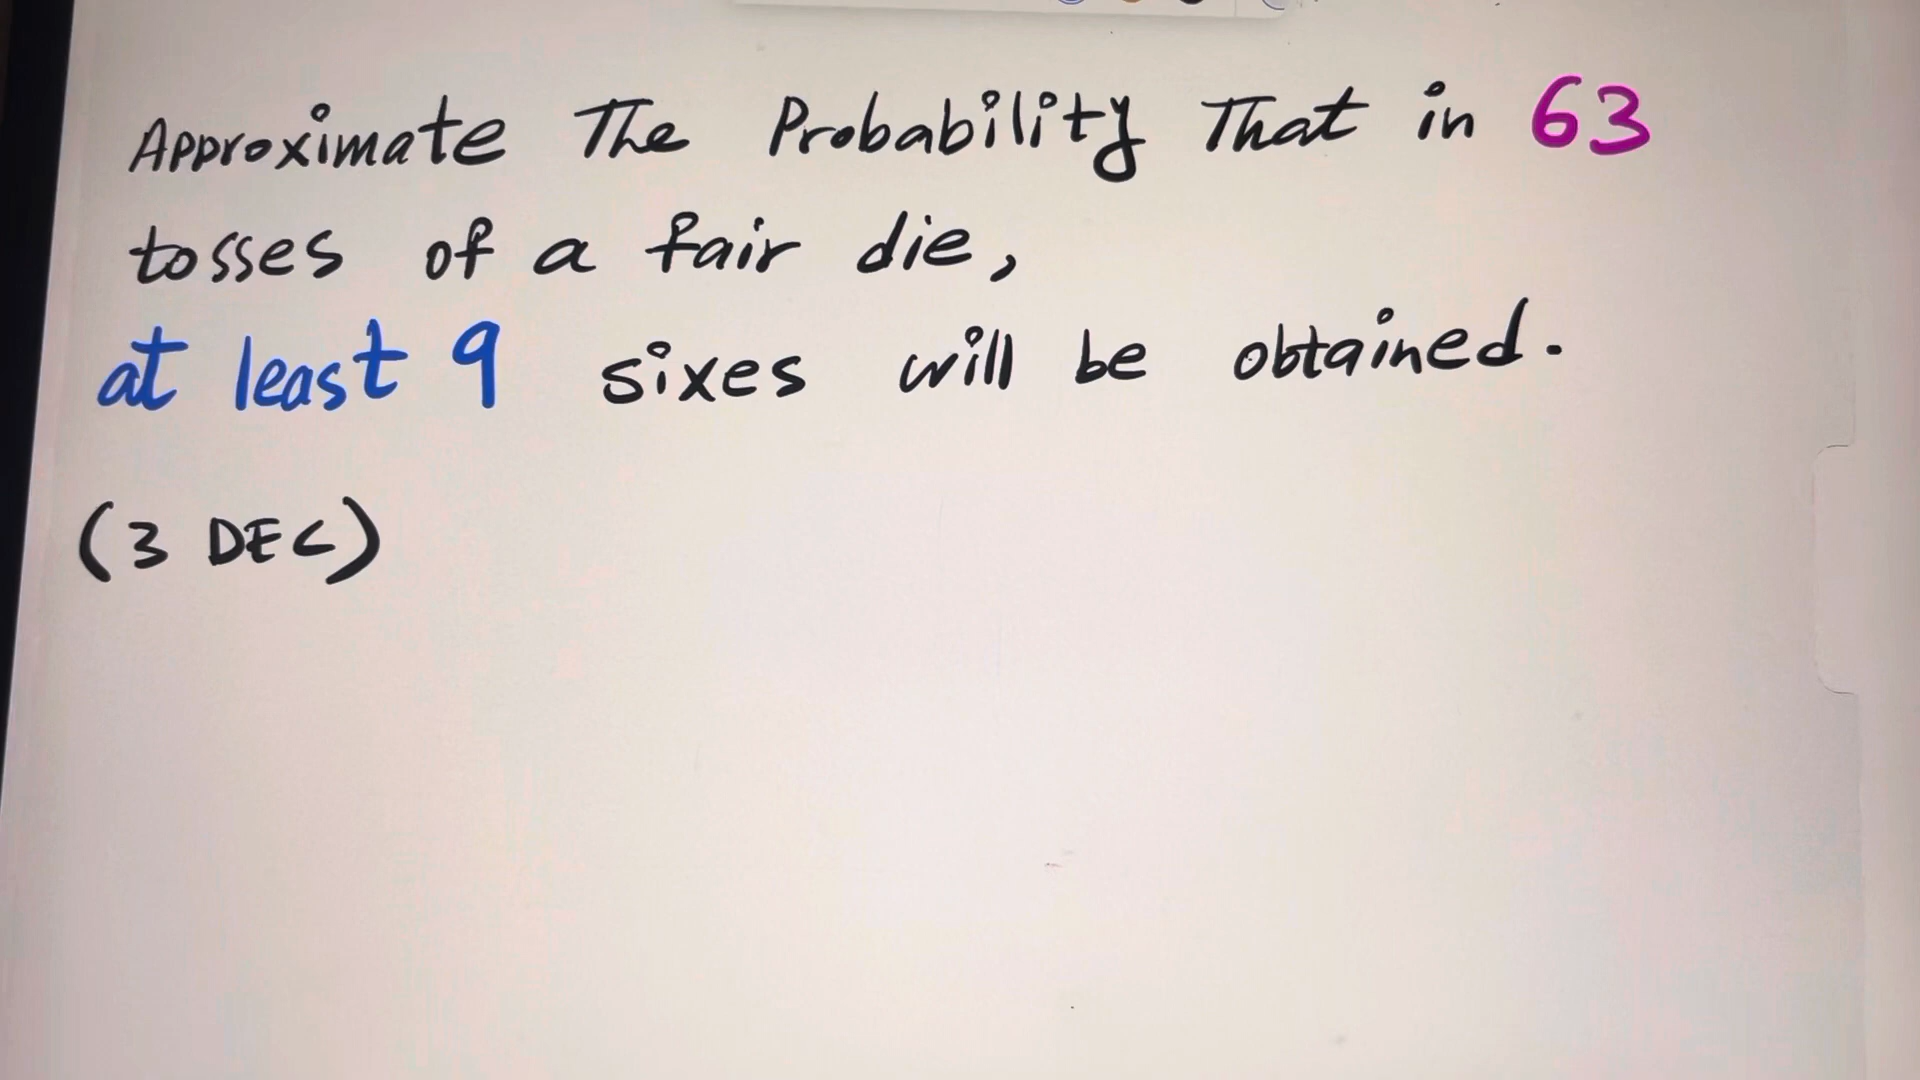 Approximate The Probability That in 63
tosses of a fair die,
at least 9 sixes will be obtained.
(3 DEC)